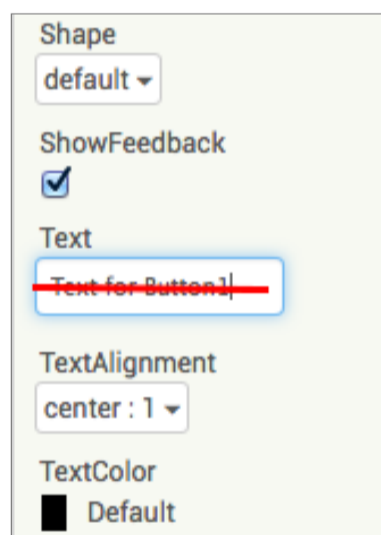 Shape
default
ShowFeedback
Text
Text for Button1
TextAlignment
center : 1
TextColor
Default